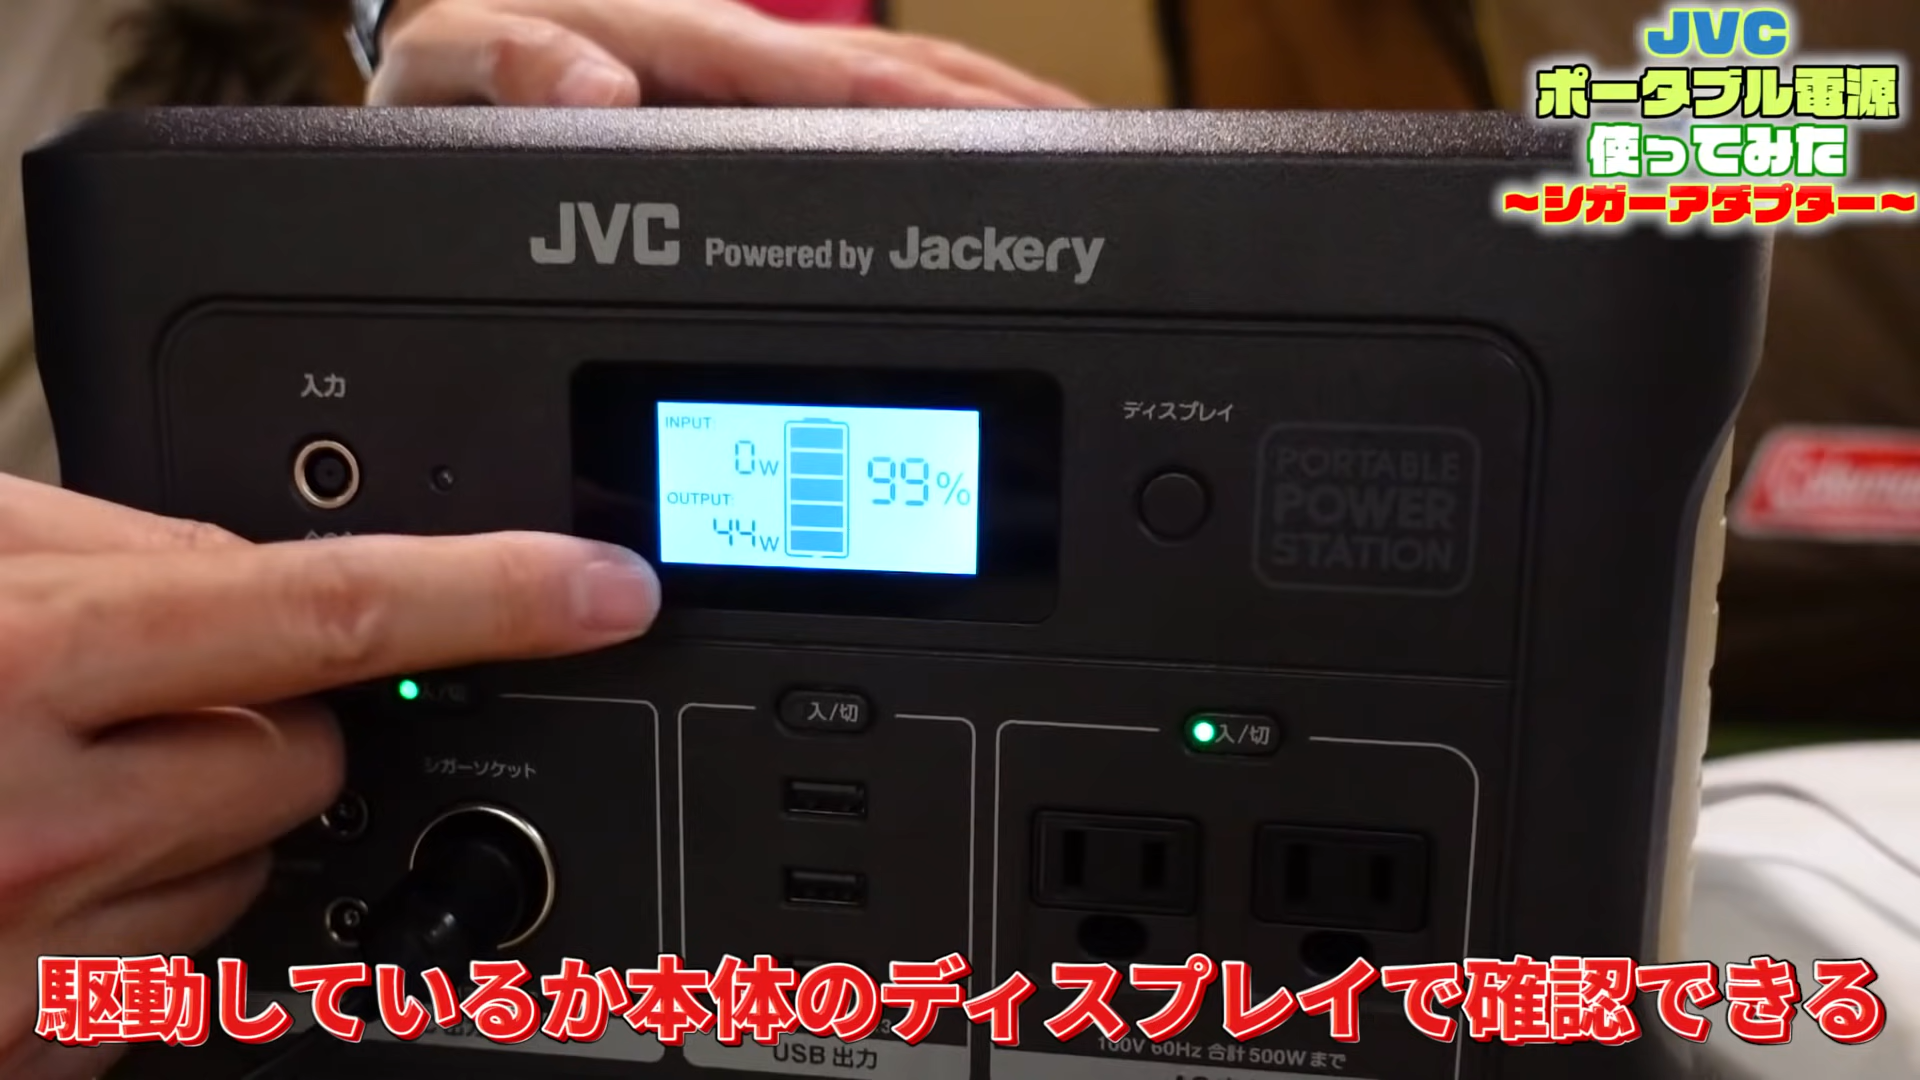 JVC
ポータブル電源
使ってみた
～シガーアダプター～
JVC Powered by Jackery
入力
ディスプレイ
INPUT
0W
OUTPUT
44W
99%
PORTABLE
POWER
STATION
入/切
入/切
入/切
シガーソケット
駆動しているか本体のディスプレイで確認できる
USB 出力
100V 60Hz 合計500Wまで